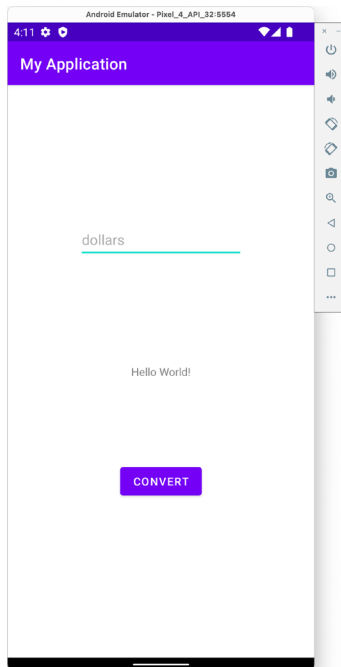 Android Emulator - Pixel_4_API_32:5554
4:11
My Application
dollars
Hello World!
CONVERT